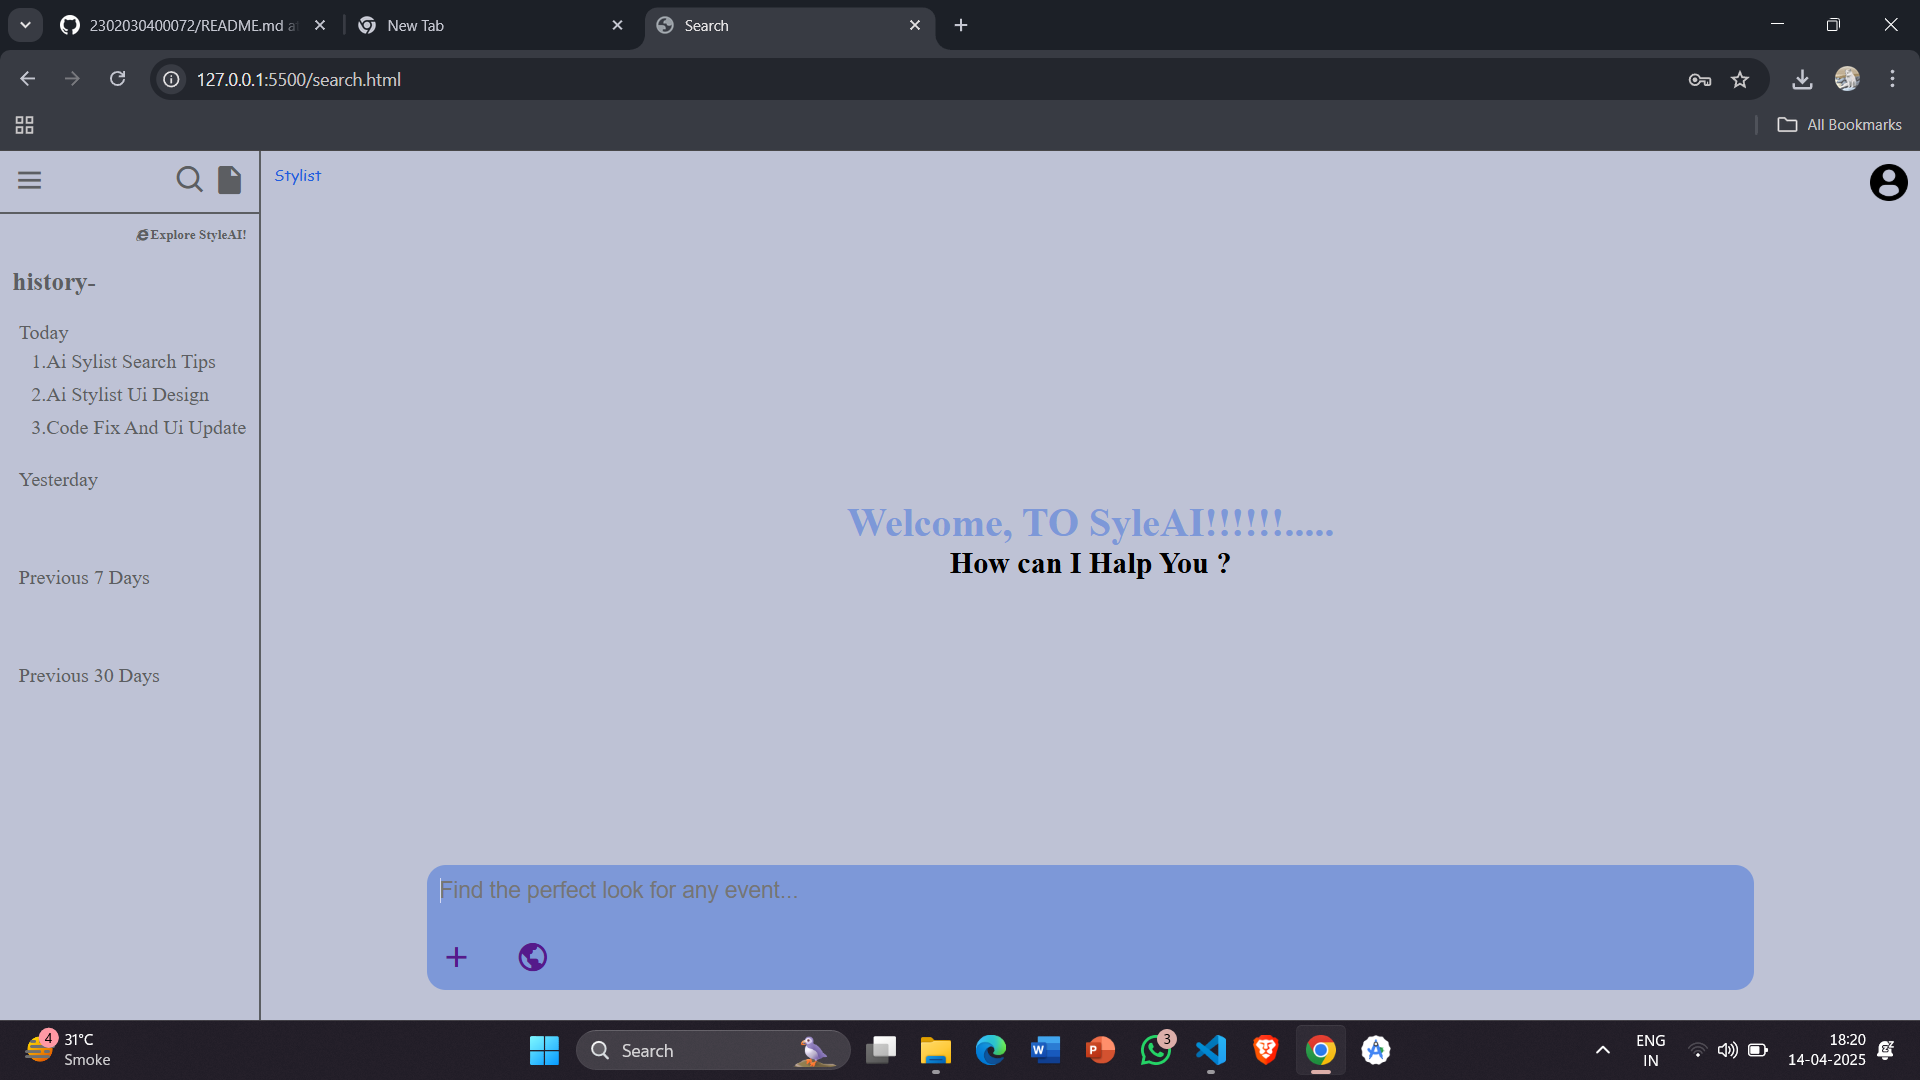 2302030400072/README.md a
New Tab
Search
127.0.0.1:5500/search.html
All Bookmarks
Stylist
Explore StyleAI!
history-
Today
1.Ai Sylist Search Tips
2.Ai Stylist Ui Design
3.Code Fix And Ui Update
Yesterday
Previous 7 Days
Previous 30 Days
Welcome, TO SyleAI!!!!!!.....
How can I Halp You ?
Find the perfect look for any event...
4
31°C
Smoke
Search
3
ENG
IN
18:20
14-04-2025